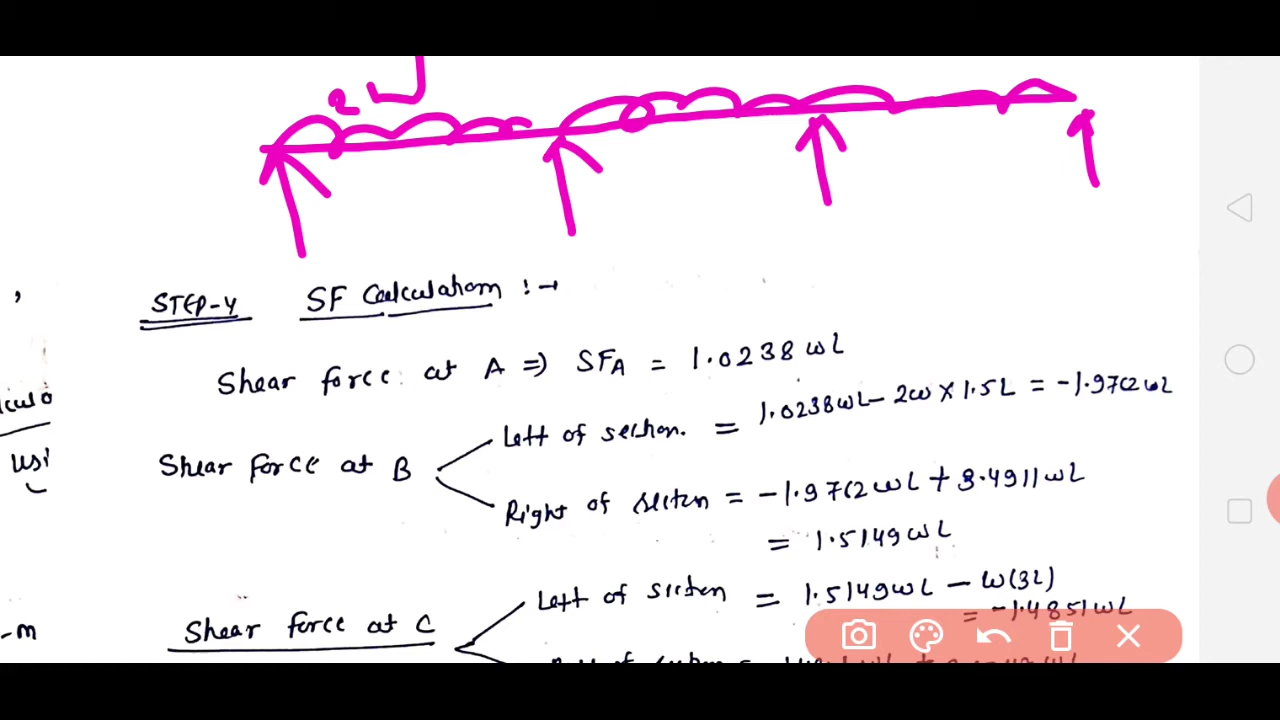 2W
,
STEP-4 SF Calculation :→
Shear force at A => SFA = 1.0238 wL
Left of section. = 1.0238wL - 2w × 1.5L = -1.9762wL
usi
Shear force at B
Right of section = -1.9762wL + 3.4911wL
= 1.5149wL
Left of section = 1.5149wL - w(3L)
= -1.4851wL
-m
Shear force at C